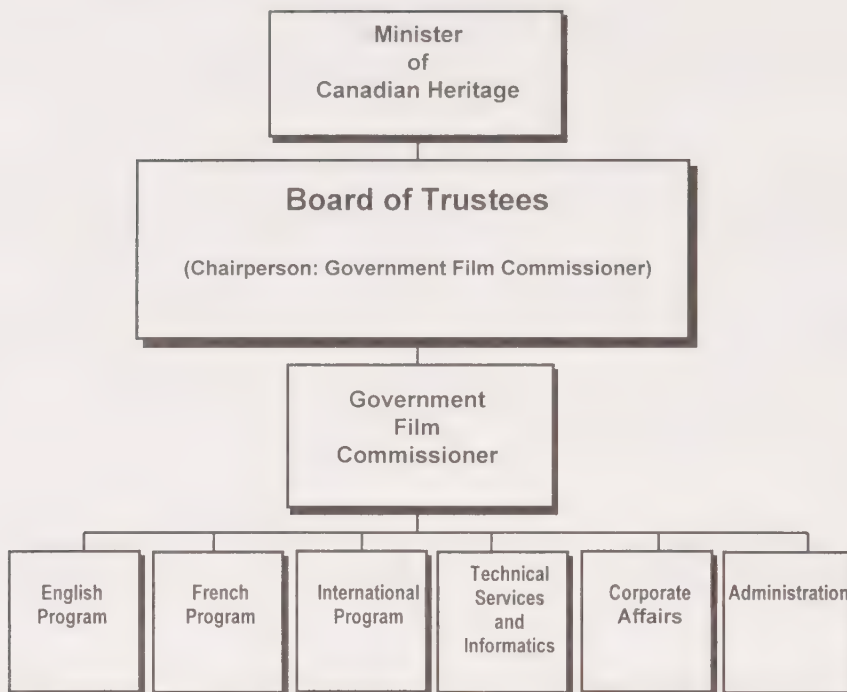 Minister
of
Canadian Heritage
Board of Trustees
(Chairperson: Government Film Commissioner)
Government
Film
Commissioner
English
Program
French
Program
International
Program
Technical
Services
and
Informatics
Corporate
Affairs
Administration